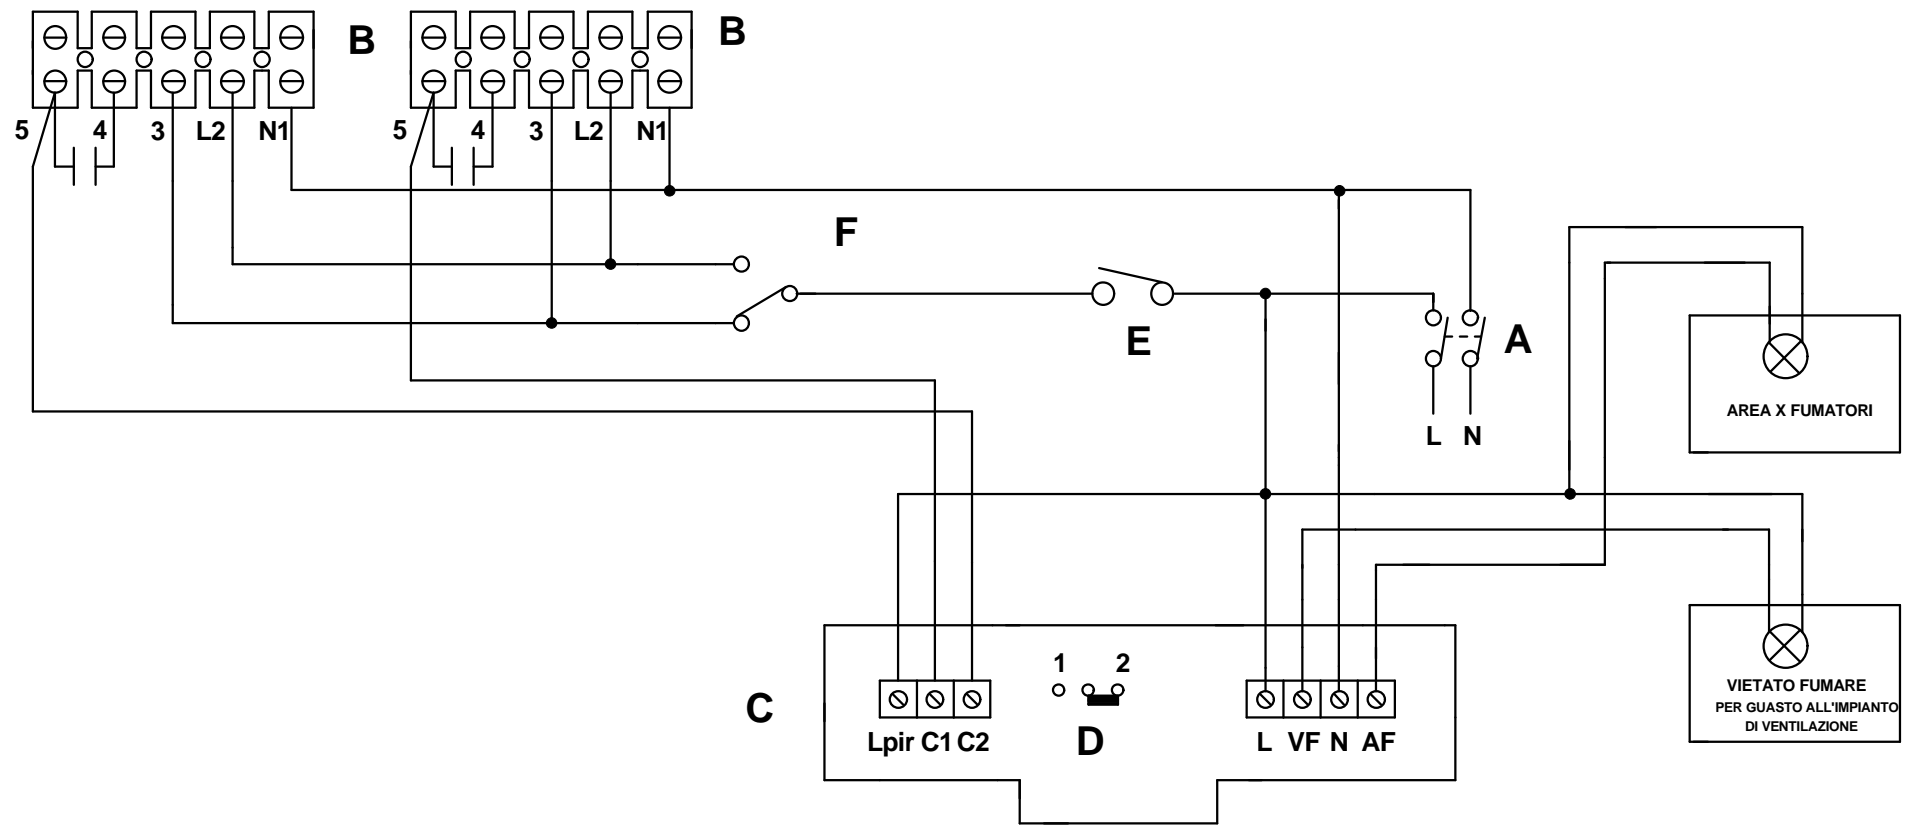 B
B
5 4 3 L2 N1
5 4 3 L2 N1
F
E
A
L N
AREA X FUMATORI
1 2
C
D
Lpir C1 C2
L VF N AF
VIETATO FUMARE
PER GUASTO ALL'IMPIANTO
DI VENTILAZIONE